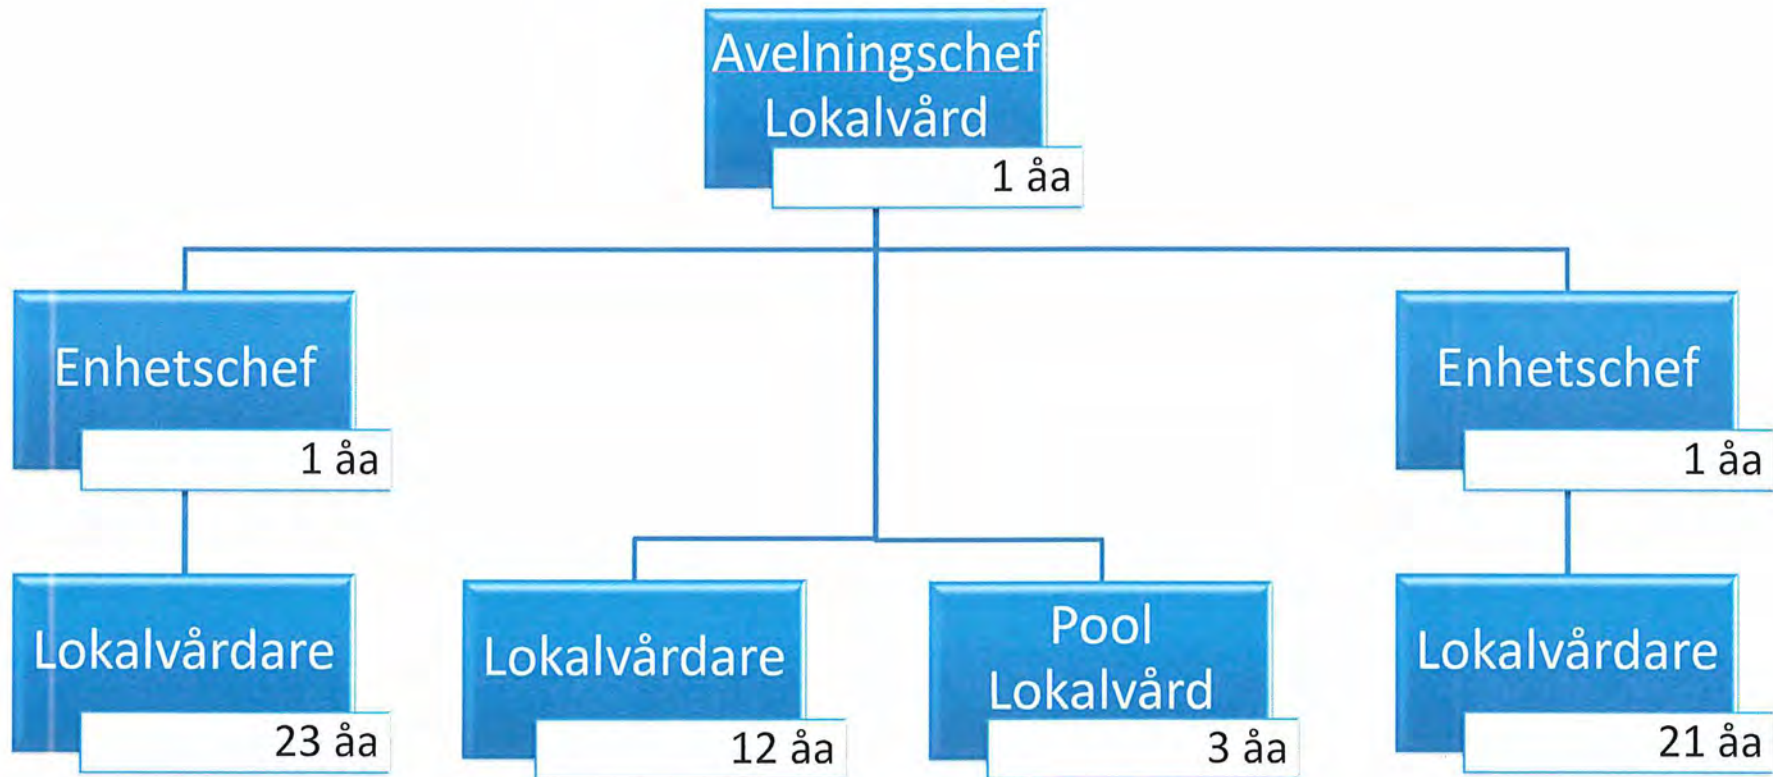 Avelningschef
Lokalvård
1 åa
Enhetschef
1 åa
Enhetschef
1 åa
Lokalvårdare
23 åa
Lokalvårdare
12 åa
Pool
Lokalvård
3 åa
Lokalvårdare
21 åa